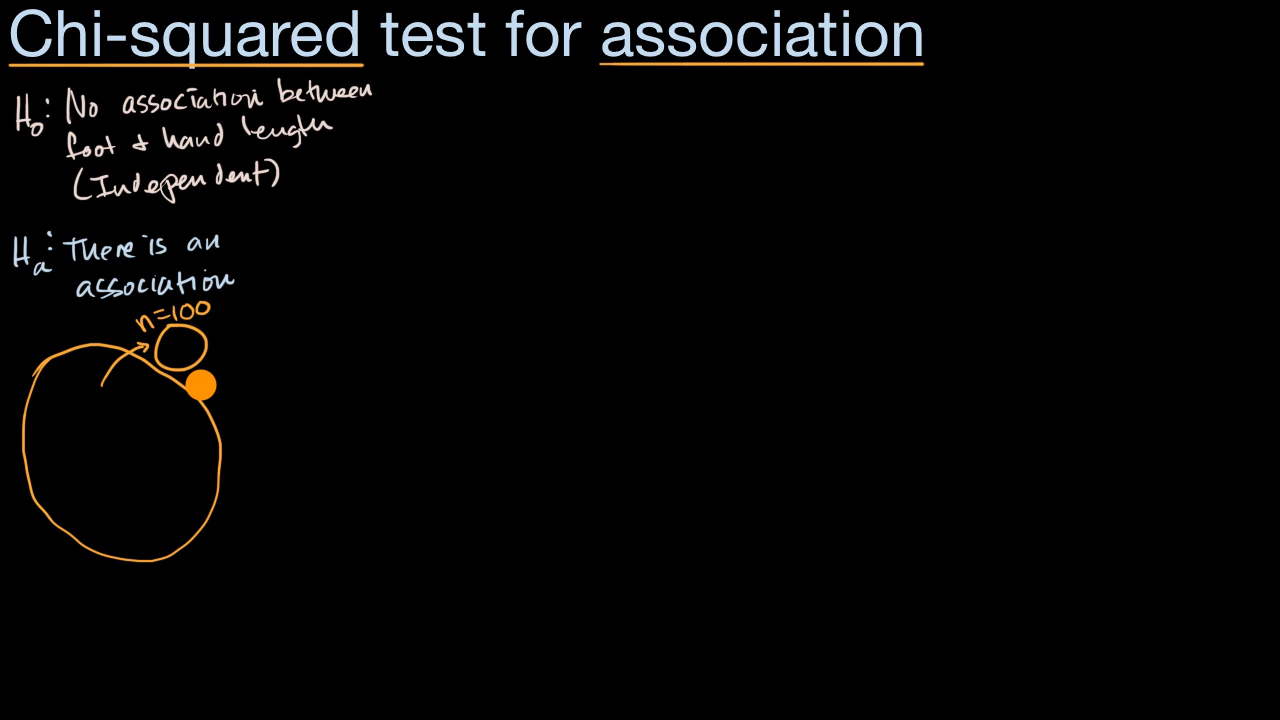 Chi-squared test for association
H₀: No association between
foot & hand length
(Independent)
Hₐ: There is an
association
n=100